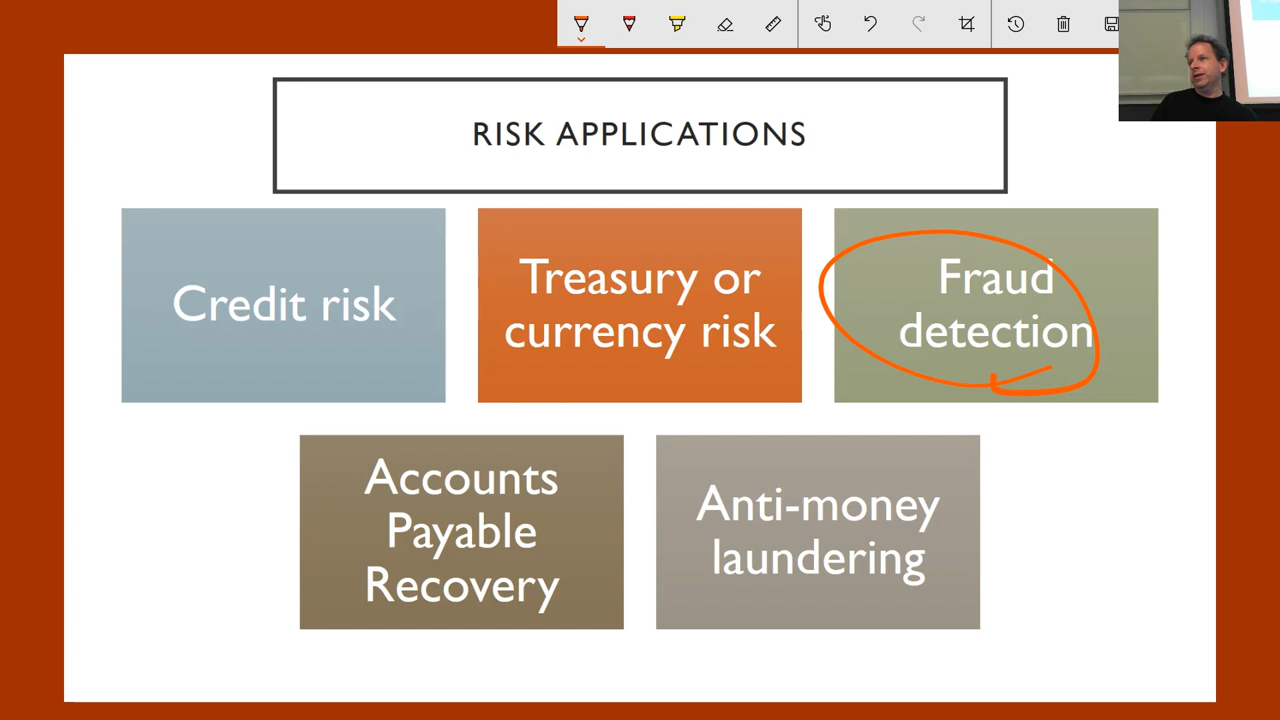 RISK APPLICATIONS
Credit risk
Treasury or
currency risk
Fraud
detection
Accounts
Payable
Recovery
Anti-money
laundering